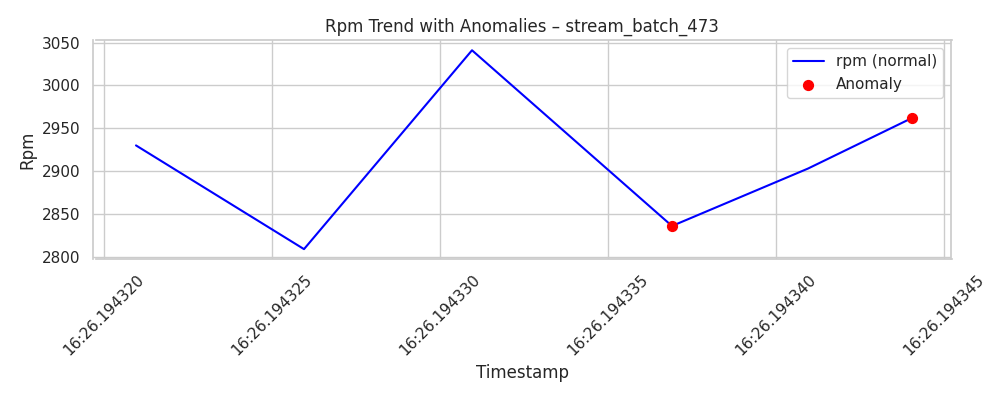 Rpm Trend with Anomalies – stream_batch_473
rpm (normal)
Anomaly
Rpm
3050
3000
2950
2900
2850
2800
16:26.194320
16:26.194325
16:26.194330
16:26.194335
16:26.194340
16:26.194345
Timestamp